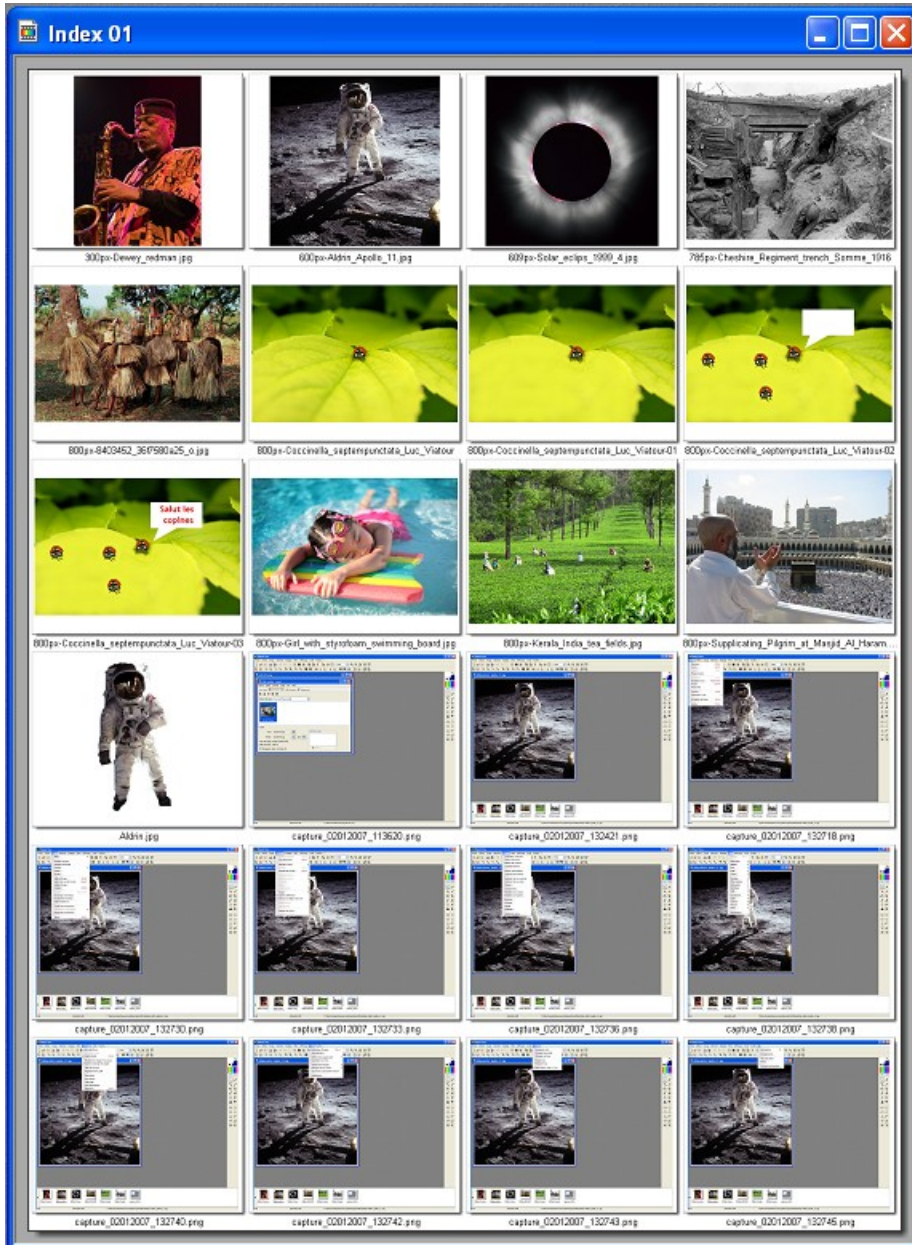 Index 01
300px-Dewey_redman.jpg
600px-Aldrin_Apollo_11.jpg
609px-Solar_eclips_1999_4.jpg
785px-Cheshire_Regiment_trench_Somme_1916
800px-8403452_36f7580a25_o.jpg
800px-Coccinella_septempunctata_Luc_Viatour
800px-Coccinella_septempunctata_Luc_Viatour-01
800px-Coccinella_septempunctata_Luc_Viatour-02
Salut les
copines
800px-Coccinella_septempunctata_Luc_Viatour-03
800px-Girl_with_styrofoam_swimming_board.jpg
800px-Kerala_India_tea_fields.jpg
800px-Supplicating_Pilgrim_at_Masjid_Al_Haram...
Aldrin.jpg
capture_02012007_113620.png
capture_02012007_132421.png
capture_02012007_132718.png
capture_02012007_132730.png
capture_02012007_132733.png
capture_02012007_132736.png
capture_02012007_132738.png
capture_02012007_132740.png
capture_02012007_132742.png
capture_02012007_132743.png
capture_02012007_132745.png